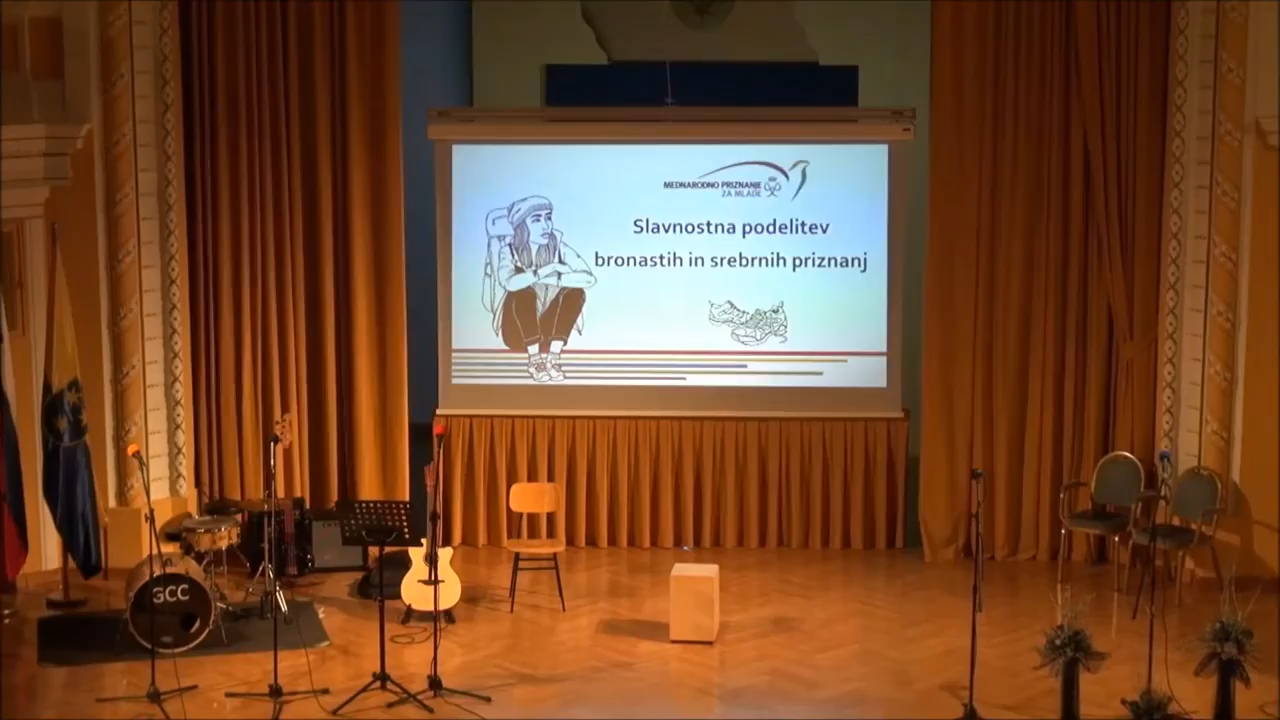 MEDNARODNO PRIZNANJE
ZA MLADE
Slavnostna podelitev
bronastih in srebrnih priznanj
GCC